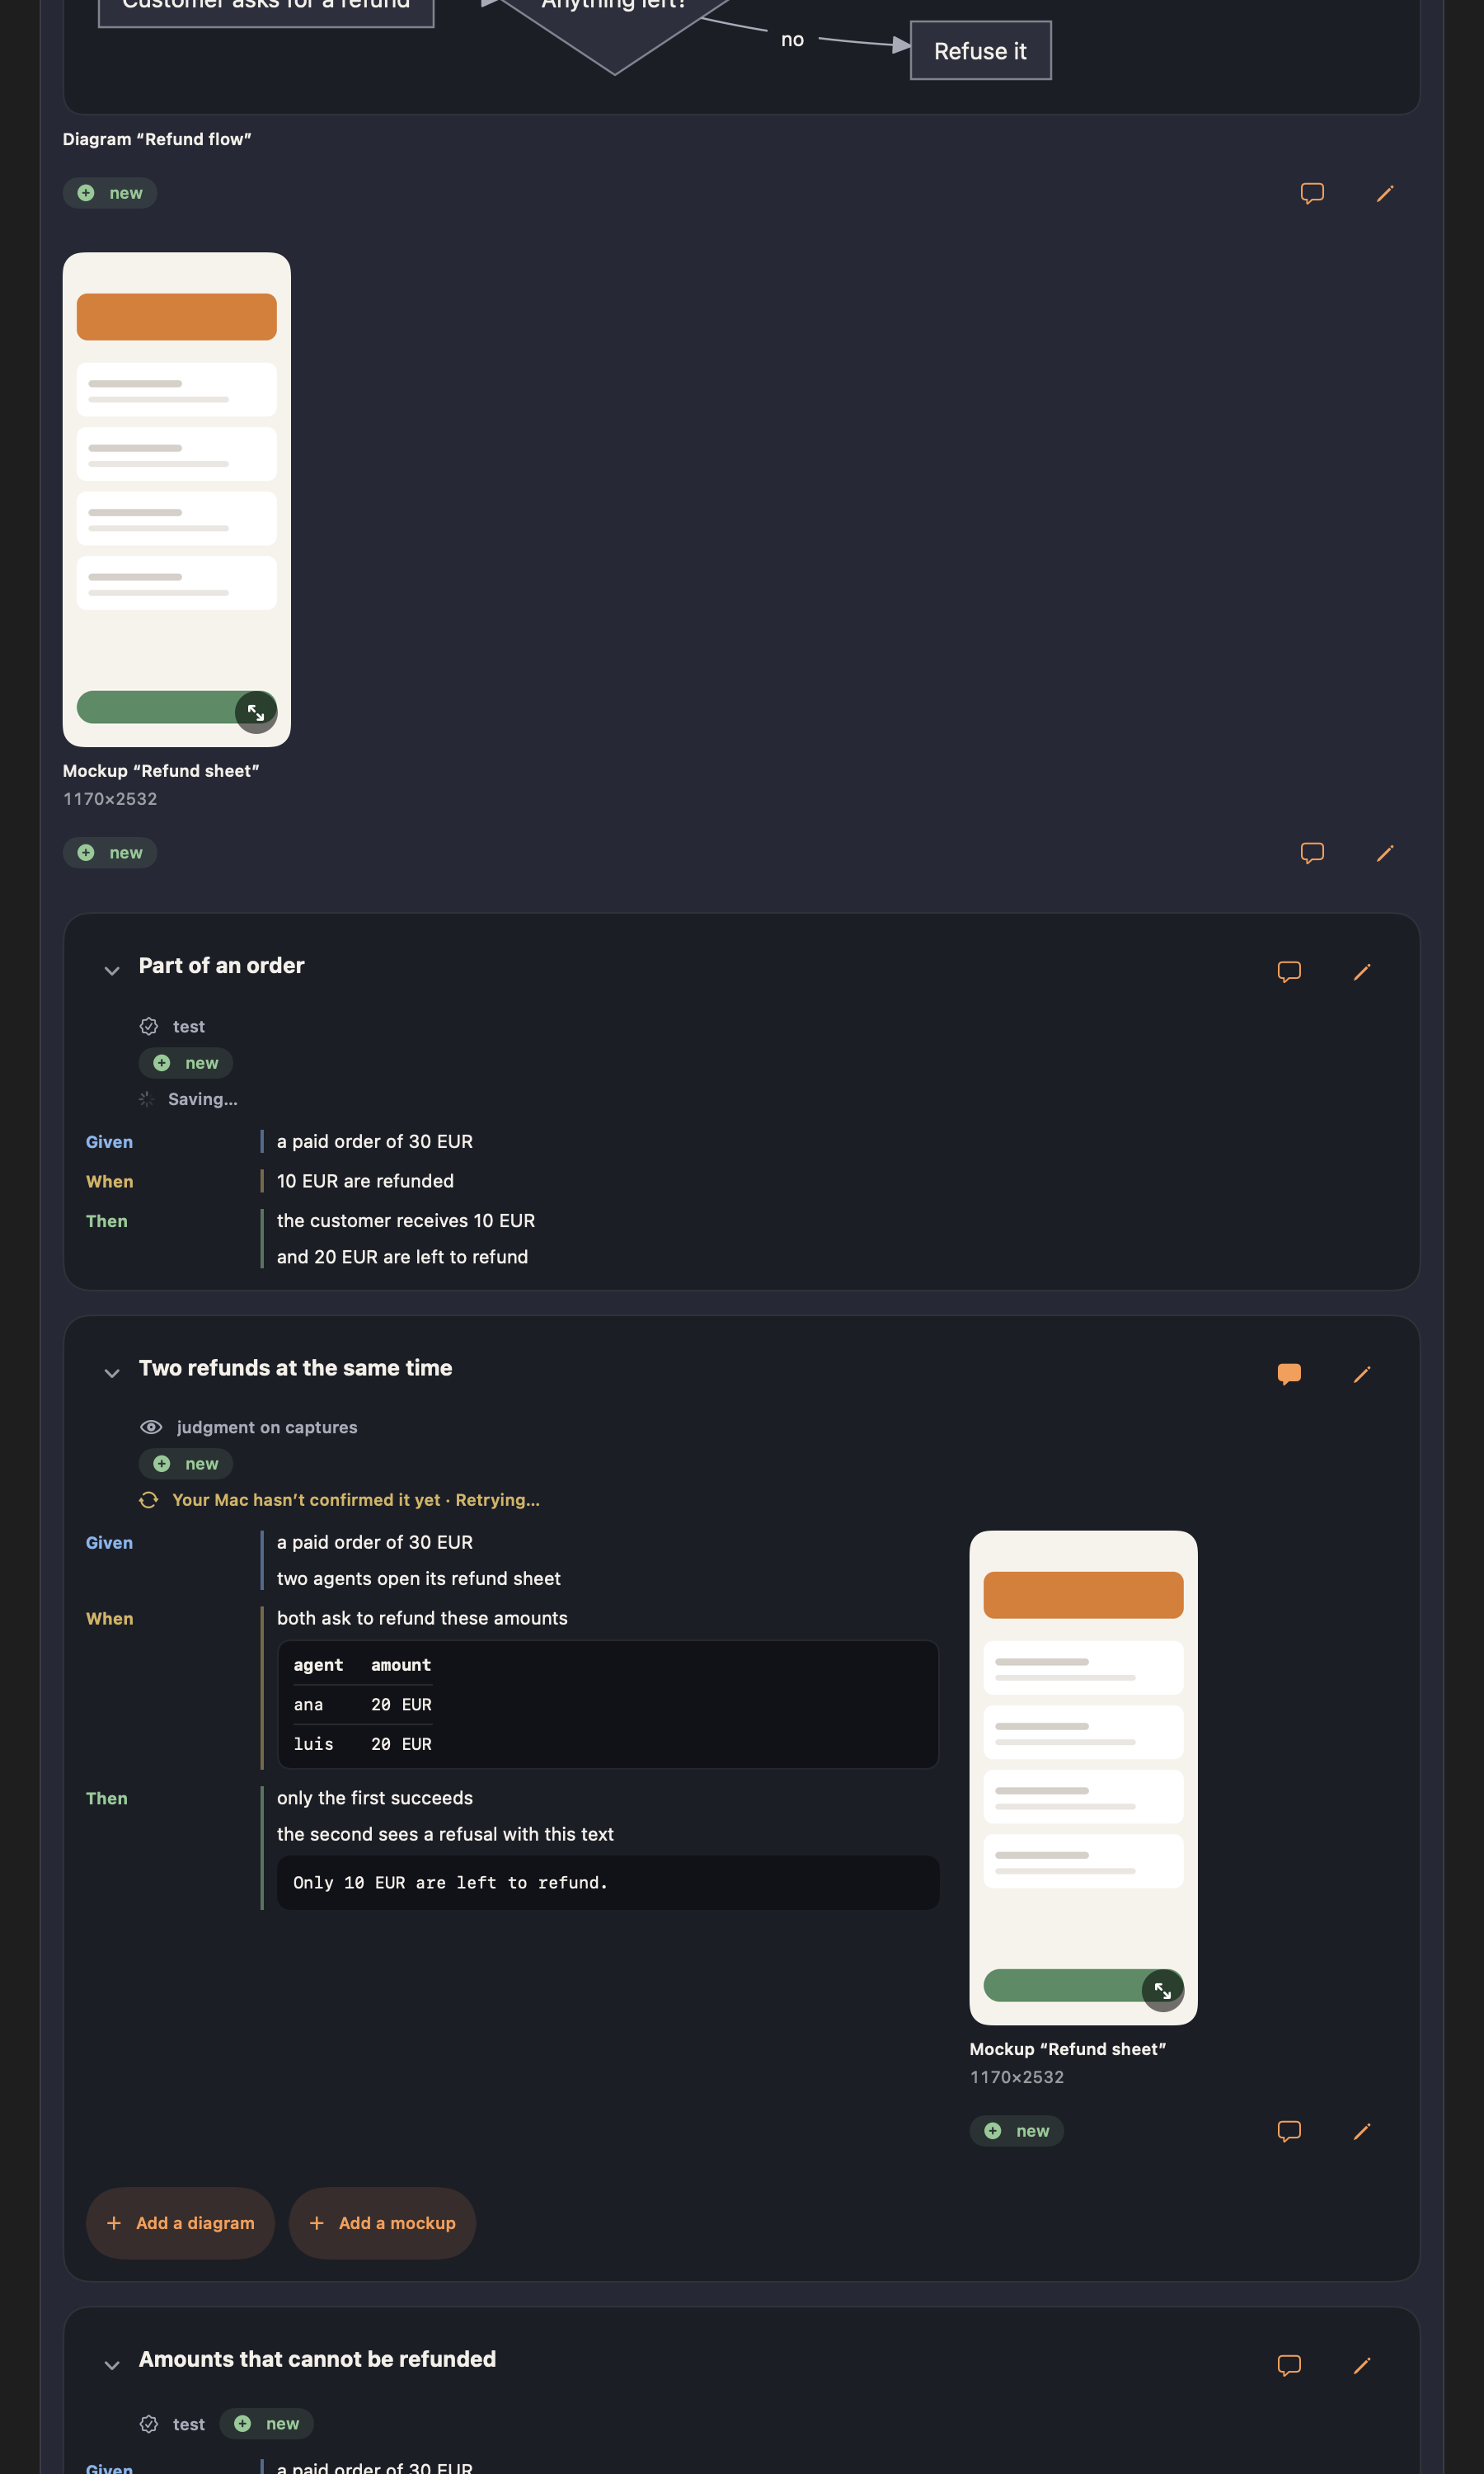 Customer asks for a refund
Anything left?
no
Refuse it
Diagram “Refund flow”
new
Mockup “Refund sheet”
1170×2532
new
Part of an order
test
new
Saving...
Given
a paid order of 30 EUR
When
10 EUR are refunded
Then
the customer receives 10 EUR
and 20 EUR are left to refund
Two refunds at the same time
judgment on captures
new
Your Mac hasn’t confirmed it yet · Retrying...
Given
a paid order of 30 EUR
two agents open its refund sheet
When
both ask to refund these amounts
agent amount
ana 20 EUR
luis 20 EUR
Then
only the first succeeds
the second sees a refusal with this text
Only 10 EUR are left to refund.
Mockup “Refund sheet”
1170×2532
new
Add a diagram
Add a mockup
Amounts that cannot be refunded
test new
Given
a paid order of 30 EUR